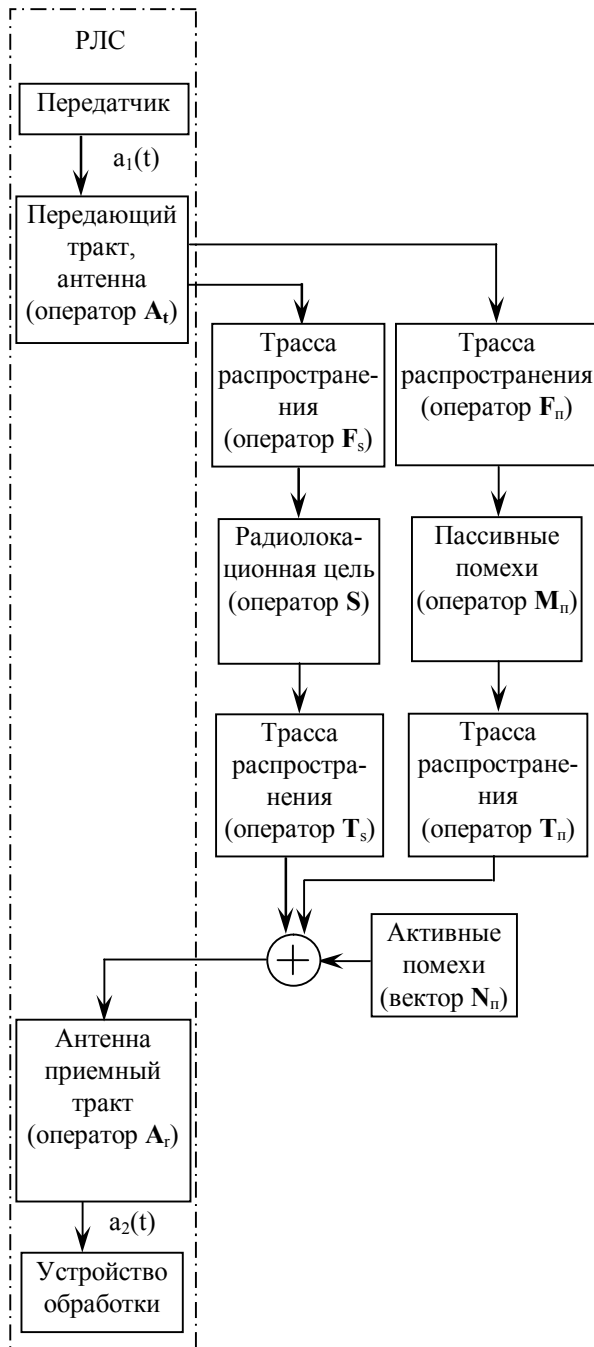 РЛС
Передатчик
a₁(t)
Передающий
тракт,
антенна
(оператор Aₜ)
Трасса
распростране-
ния
(оператор Fₛ)
Трасса
распространения
(оператор Fп)
Радиолока-
ционная цель
(оператор S)
Пассивные
помехи
(оператор Mп)
Трасса
распростра-
нения
(оператор Tₛ)
Трасса
распростране-
ния
(оператор Tп)
Активные
помехи
(вектор Nп)
Антенна
приемный
тракт
(оператор Aᵣ)
a₂(t)
Устройство
обработки